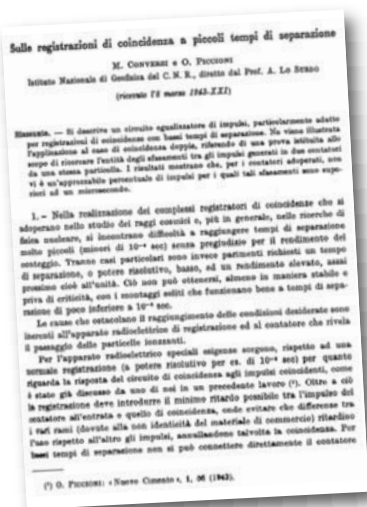 Sulle registrazioni di coincidenza a piccoli tempi di separazione
M. CONVERSI e O. PICCIONI
Istituto Nazionale di Geofisica del C. N. R., diretto dal Prof. A. LO SURDO
(ricevuto l'8 marzo 1943-XXI)
Riassunto. — Si descrive un circuito egualizzatore di impulsi, particolarmente adatto
per registrazioni di coincidenze con bassi tempi di separazione. Ne viene illustrata
l'applicazione al caso di coincidenze doppie, riferendo di una prova istituita allo
scopo di ricercare l'entità degli sfasamenti tra gli impulsi generati in due contatori
da una stessa particella. I risultati mostrano che, per i contatori adoperati, non
vi è un'apprezzabile percentuale di impulsi per i quali tali sfasamenti sono supe-
riori ad un microsecondo.
1. – Nella realizzazione dei complessi registratori di coincidenze che si
adoperano nello studio dei raggi cosmici o, più in generale, nelle ricerche di
fisica nucleare, si incontrano difficoltà a raggiungere tempi di separazione
molto piccoli (minori di 10⁻⁴ sec) senza pregiudizio per il rendimento del
conteggio. Tranne casi particolari sono invece parimenti richiesti un tempo
di separazione, o potere risolutivo, basso, ed un rendimento elevato, assai
prossimo cioè all'unità. Ciò non può ottenersi, almeno in maniera stabile e
priva di criticità, con i montaggi soliti che funzionano bene a tempi di sepa-
razione di poco inferiore a 10⁻⁴ sec.
Le cause che ostacolano il raggiungimento delle condizioni desiderate sono
inerenti all'apparato radioelettrico di registrazione ed al contatore che rivela
il passaggio delle particelle ionizzanti.
Per l'apparato radioelettrico speciali esigenze sorgono, rispetto ad una
normale registrazione (a potere risolutivo per es. di 10⁻⁴ sec) per quanto
riguarda la risposta del circuito di coincidenza agli impulsi coincidenti, come
è stato già discusso da uno di noi in un precedente lavoro (¹). Oltre a ciò
la registrazione deve introdurre il minimo ritardo possibile tra l'impulso del
contatore all'entrata e quello di coincidenza, onde evitare che differenze tra
i vari rami (dovute alla non identicità del materiale di commercio) ritardino
l'uno rispetto all'altro gli impulsi, annullandone talvolta la coincidenza. Per
bassi tempi di separazione non si può connettere direttamente il contatore
(¹) O. PICCIONI: «Nuovo Cimento», 1, 56 (1943).